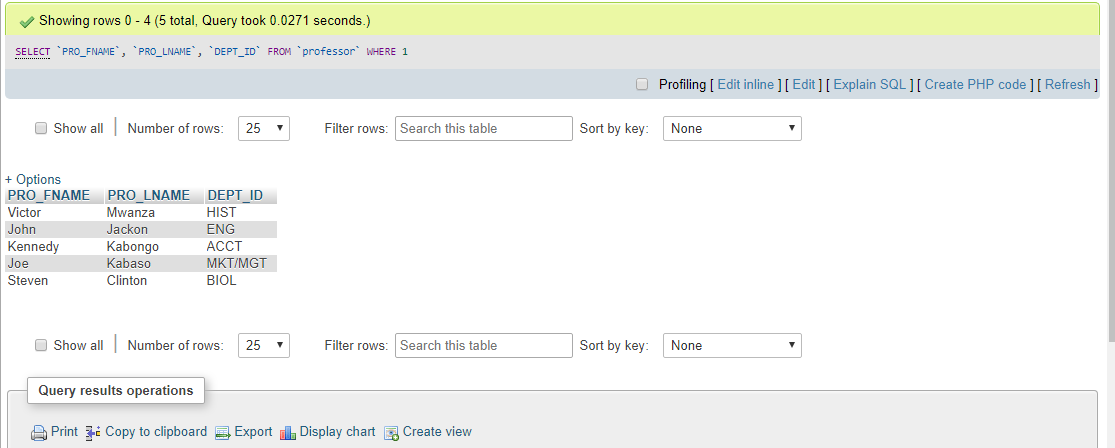 Showing rows 0 - 4 (5 total, Query took 0.0271 seconds.)
SELECT `PRO_FNAME`, `PRO_LNAME`, `DEPT_ID` FROM `professor` WHERE 1
Profiling [ Edit inline ] [ Edit ] [ Explain SQL ] [ Create PHP code ] [ Refresh ]
Show all | Number of rows: 25 Filter rows: Search this table Sort by key: None
+ Options
PRO_FNAME PRO_LNAME DEPT_ID
Victor Mwanza HIST
John Jackon ENG
Kennedy Kabongo ACCT
Joe Kabaso MKT/MGT
Steven Clinton BIOL
Show all | Number of rows: 25 Filter rows: Search this table Sort by key: None
Query results operations
Print Copy to clipboard Export Display chart Create view